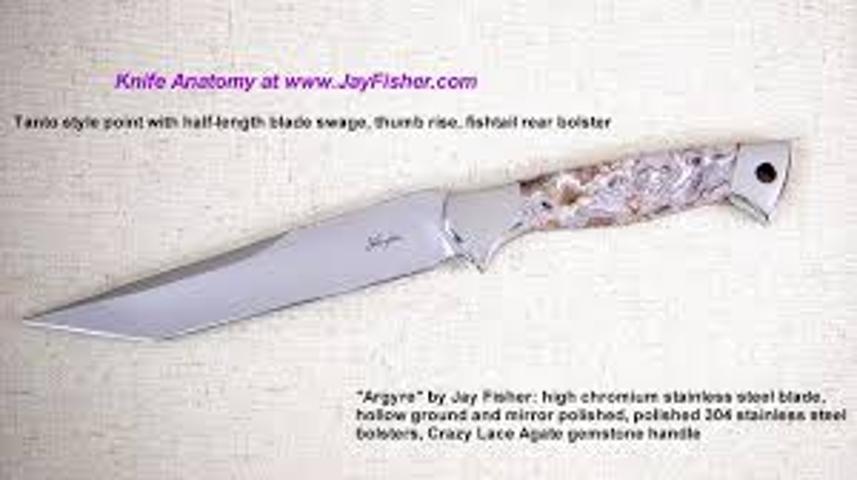 Knife Anatomy at www.JayFisher.com
Tanto style point with half-length blade swage, thumb rise, fishtail rear bolster
"Argyre" by Jay Fisher: high chromium stainless steel blade,
hollow ground and mirror polished, polished 304 stainless steel
bolsters, Crazy Lace Agate gemstone handle